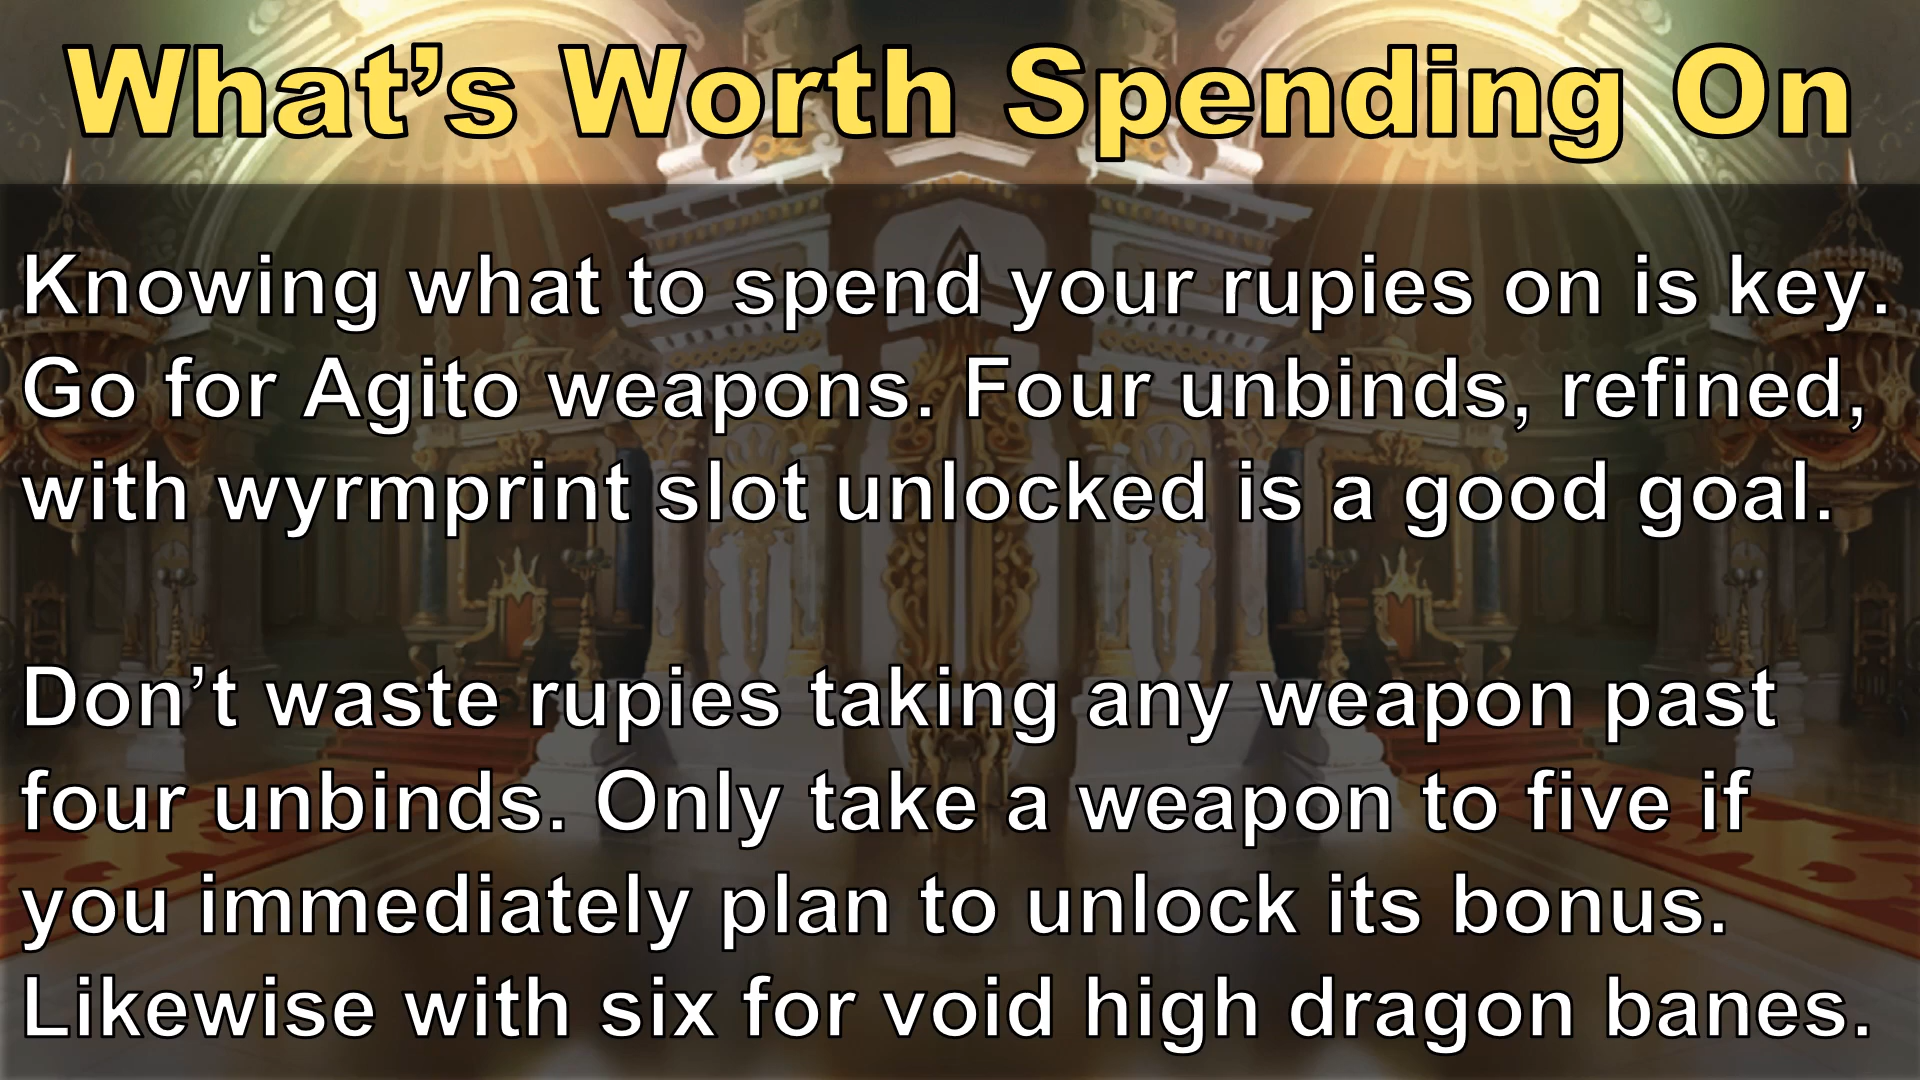 What’s Worth Spending On
Knowing what to spend your rupies on is key.
Go for Agito weapons. Four unbinds, refined,
with wyrmprint slot unlocked is a good goal.
Don’t waste rupies taking any weapon past
four unbinds. Only take a weapon to five if
you immediately plan to unlock its bonus.
Likewise with six for void high dragon banes.